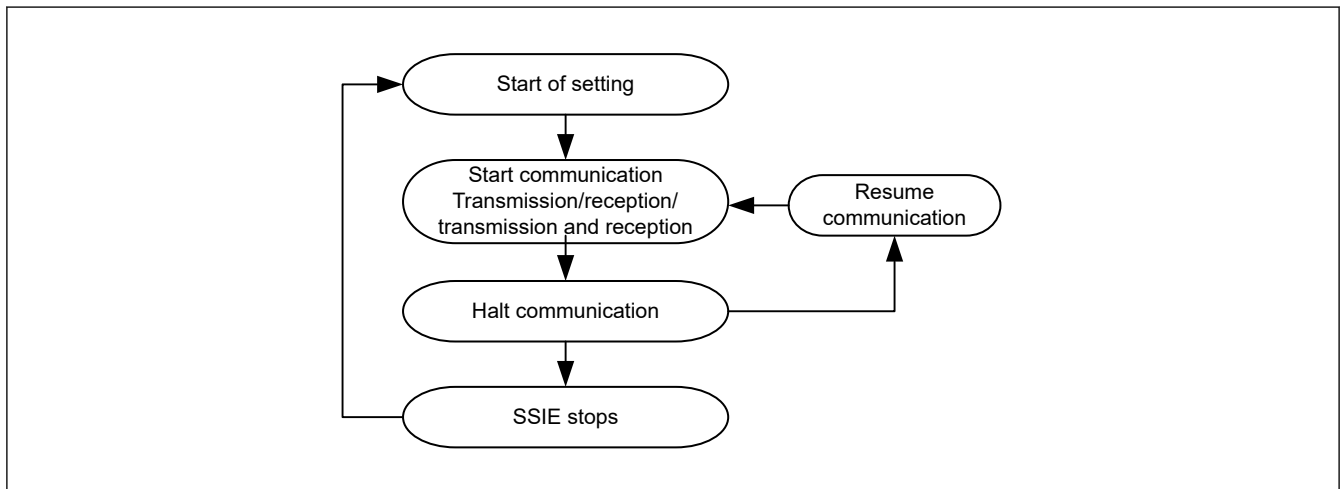 Start of setting
Start communication
Transmission/reception/
transmission and reception
Resume
communication
Halt communication
SSIE stops